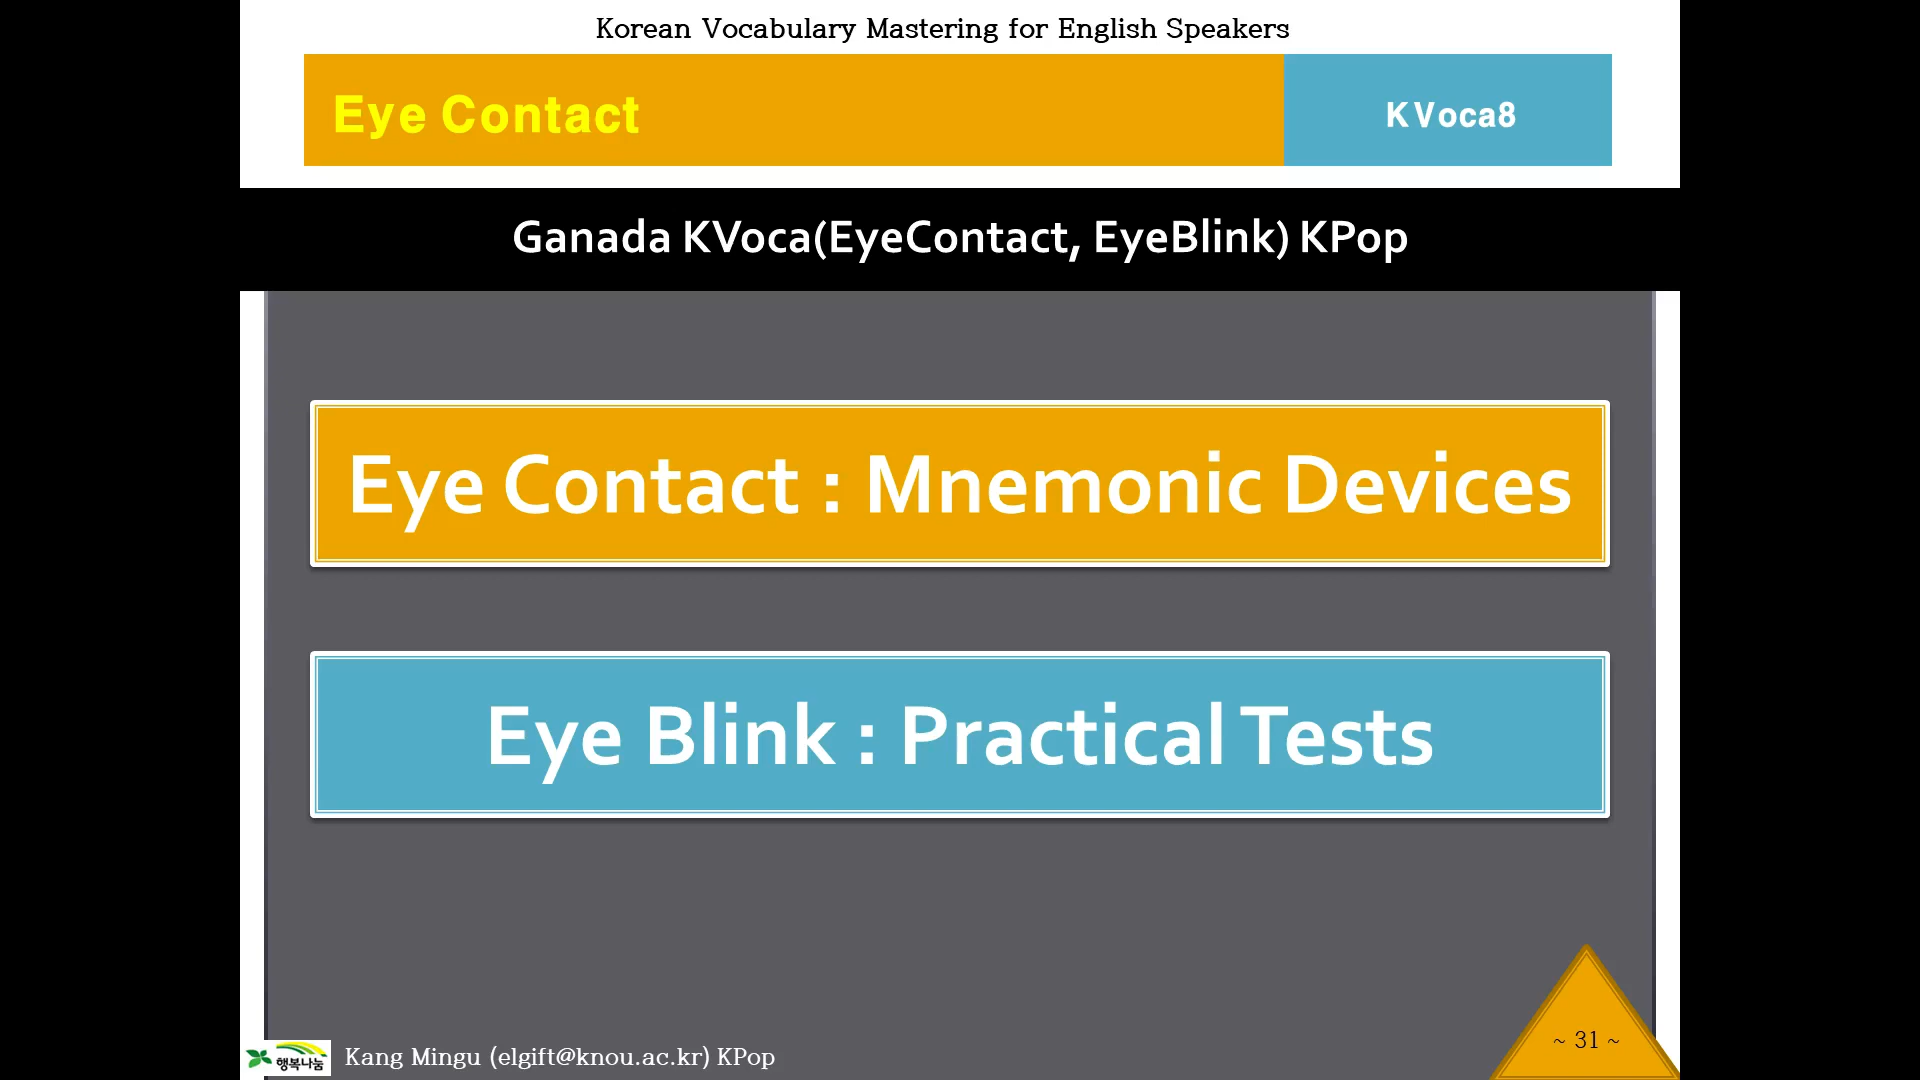 Korean Vocabulary Mastering for English Speakers
Eye Contact
KVoca8
Ganada KVoca(EyeContact, EyeBlink) KPop
Eye Contact : Mnemonic Devices
Eye Blink : Practical Tests
행복나눔
Kang Mingu (elgift@knou.ac.kr) KPop
~ 31 ~